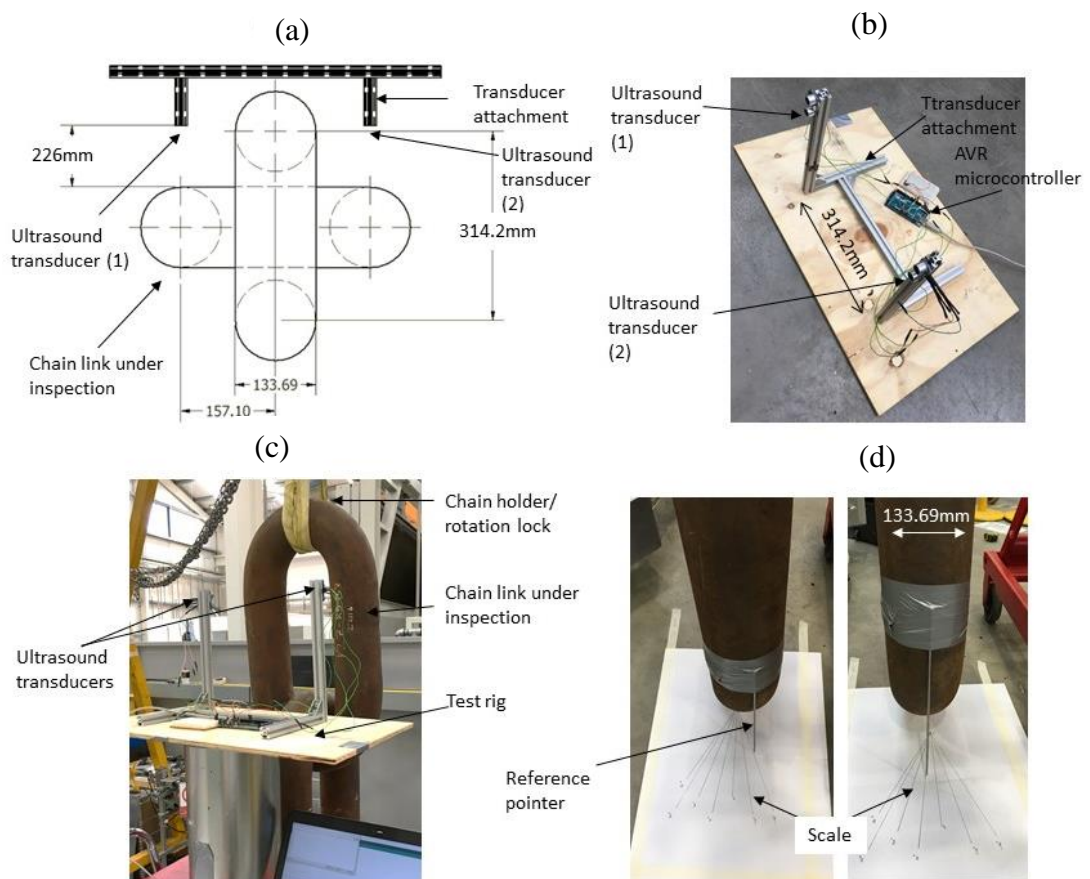 (a)
226mm
Transducer
attachment
Ultrasound
transducer
(2)
314.2mm
Ultrasound
transducer (1)
Chain link under
inspection
133.69
157.10
(b)
Ultrasound
transducer
(1)
Ttransducer
attachment
AVR
microcontroller
314.2mm
Ultrasound
transducer
(2)
(c)
Chain holder/
rotation lock
Chain link under
inspection
Ultrasound
transducers
Test rig
(d)
133.69mm
Reference
pointer
Scale